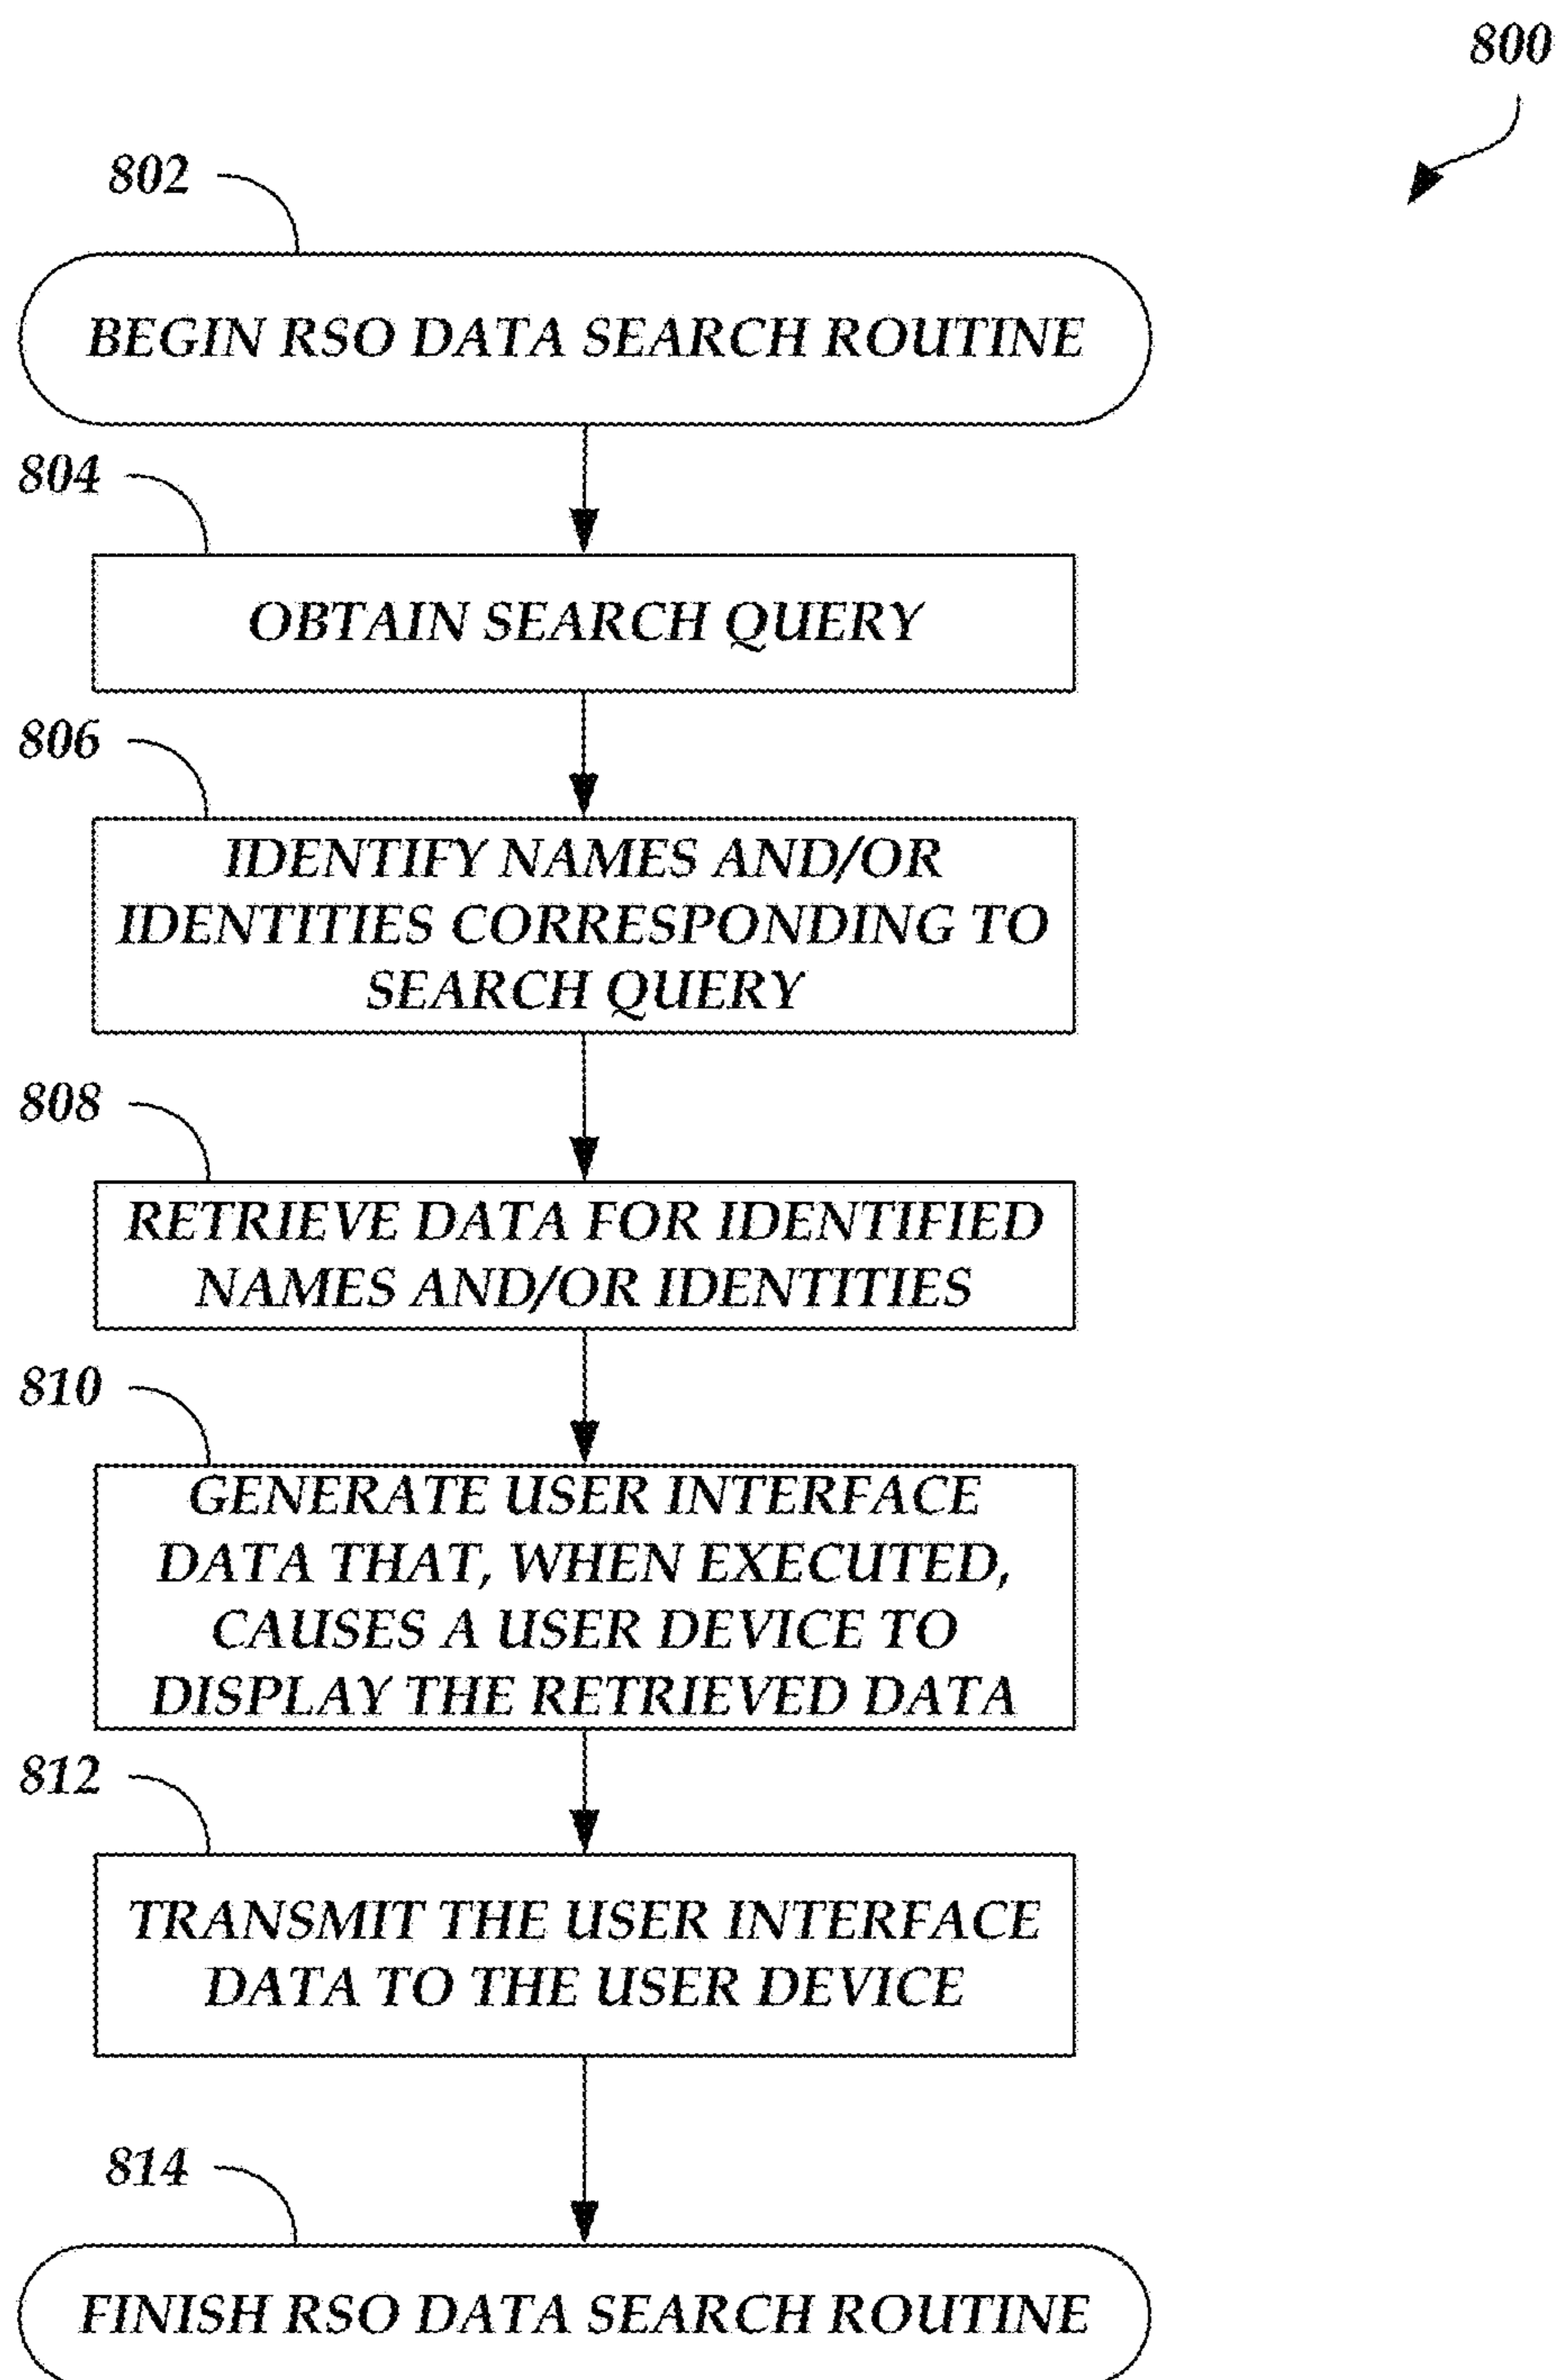 800
802
BEGIN RSO DATA SEARCH ROUTINE
804
OBTAIN SEARCH QUERY
806
IDENTIFY NAMES AND/OR
IDENTITIES CORRESPONDING TO
SEARCH QUERY
808
RETRIEVE DATA FOR IDENTIFIED
NAMES AND/OR IDENTITIES
810
GENERATE USER INTERFACE
DATA THAT, WHEN EXECUTED,
CAUSES A USER DEVICE TO
DISPLAY THE RETRIEVED DATA
812
TRANSMIT THE USER INTERFACE
DATA TO THE USER DEVICE
814
FINISH RSO DATA SEARCH ROUTINE